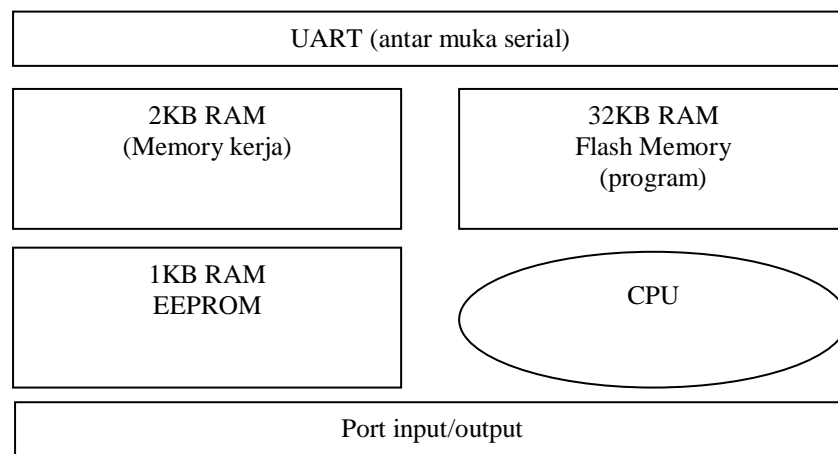 UART (antar muka serial)
2KB RAM
(Memory kerja)
32KB RAM
Flash Memory
(program)
1KB RAM
EEPROM
CPU
Port input/output